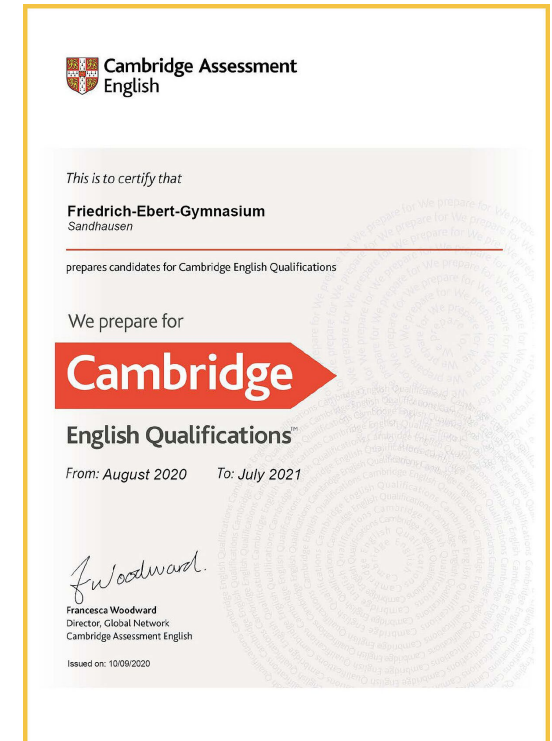 Cambridge Assessment
English
This is to certify that
Friedrich-Ebert-Gymnasium
Sandhausen
prepares candidates for Cambridge English Qualifications
We prepare for
Cambridge
English Qualifications™
From: August 2020 To: July 2021
F Woodward.
Francesca Woodward
Director, Global Network
Cambridge Assessment English
Issued on: 10/09/2020